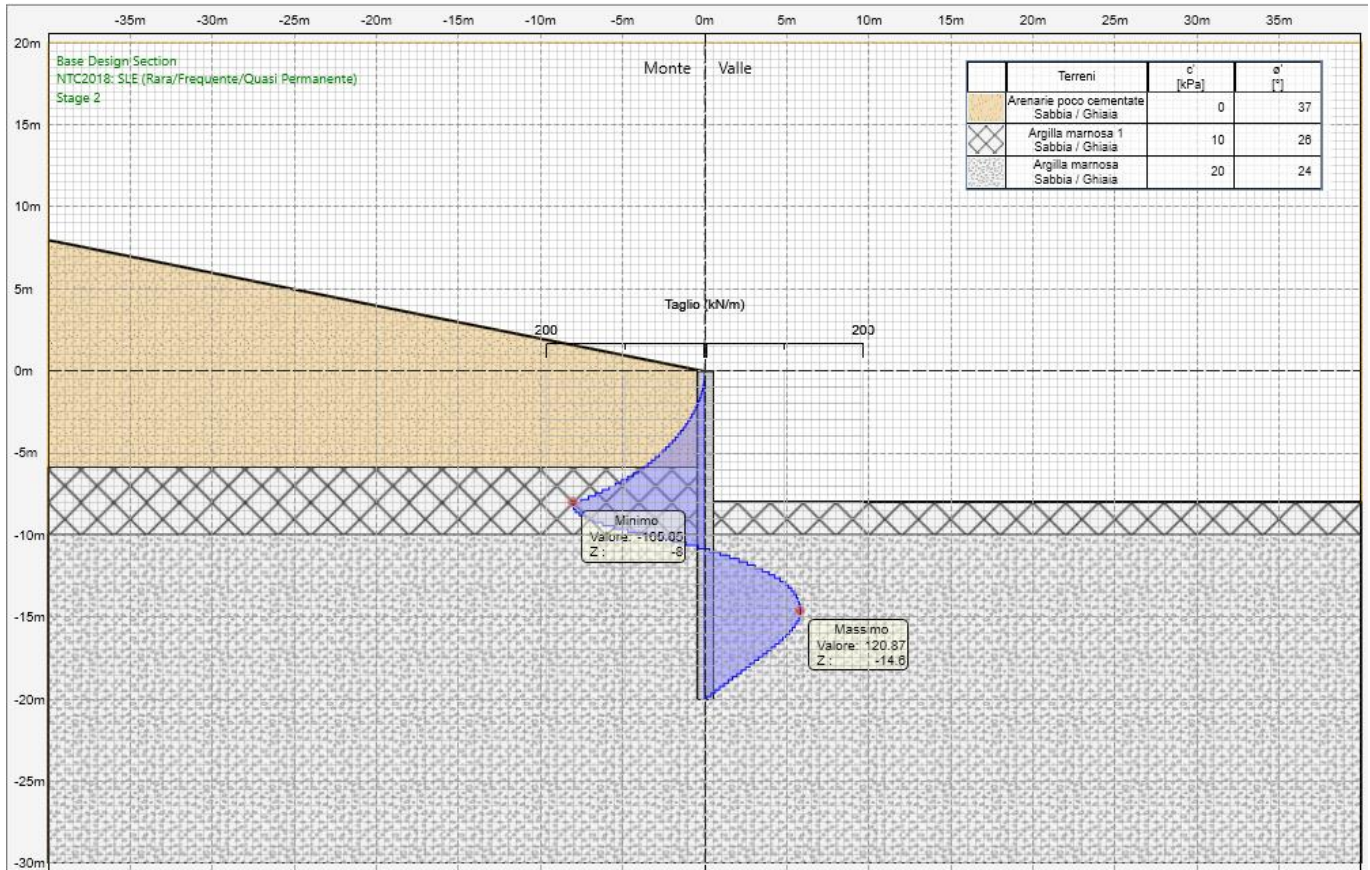 -35m -30m -25m -20m -15m -10m -5m 0m 5m 10m 15m 20m 25m 30m 35m
20m
Base Design Section
NTC2018: SLE (Rara/Frequente/Quasi Permanente)
Stage 2
Monte Valle
Terreni c' ø'
[kPa] [°]
Arenarie poco cementate
Sabbia / Ghiaia 0 37
Argilla marnosa 1
Sabbia / Ghiaia 10 26
Argilla marnosa
Sabbia / Ghiaia 20 24
15m
10m
5m
Taglio (kN/m)
200 200
0m
-5m
Minimo
Valore: -165.05
Z : -8
-10m
-15m
Massimo
Valore: 120.87
Z : -14.6
-20m
-25m
-30m